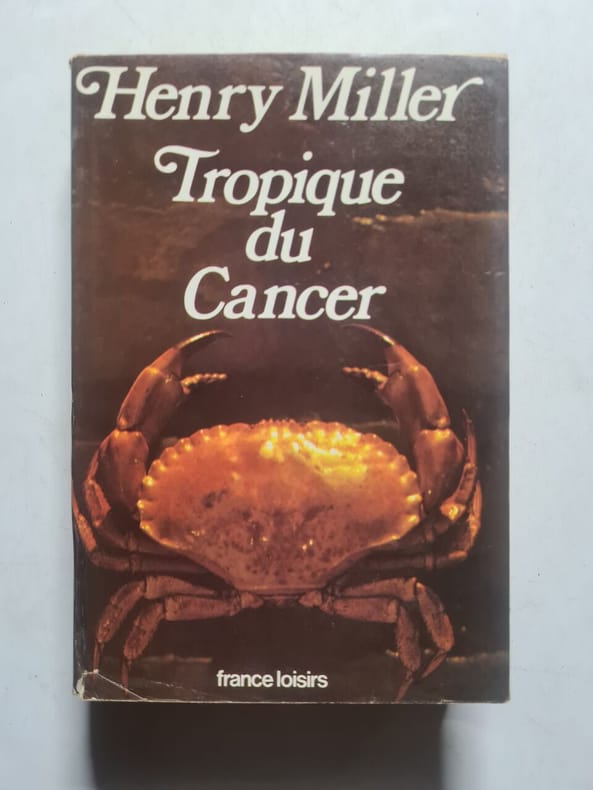 Henry Miller
Tropique
du
Cancer
france loisirs